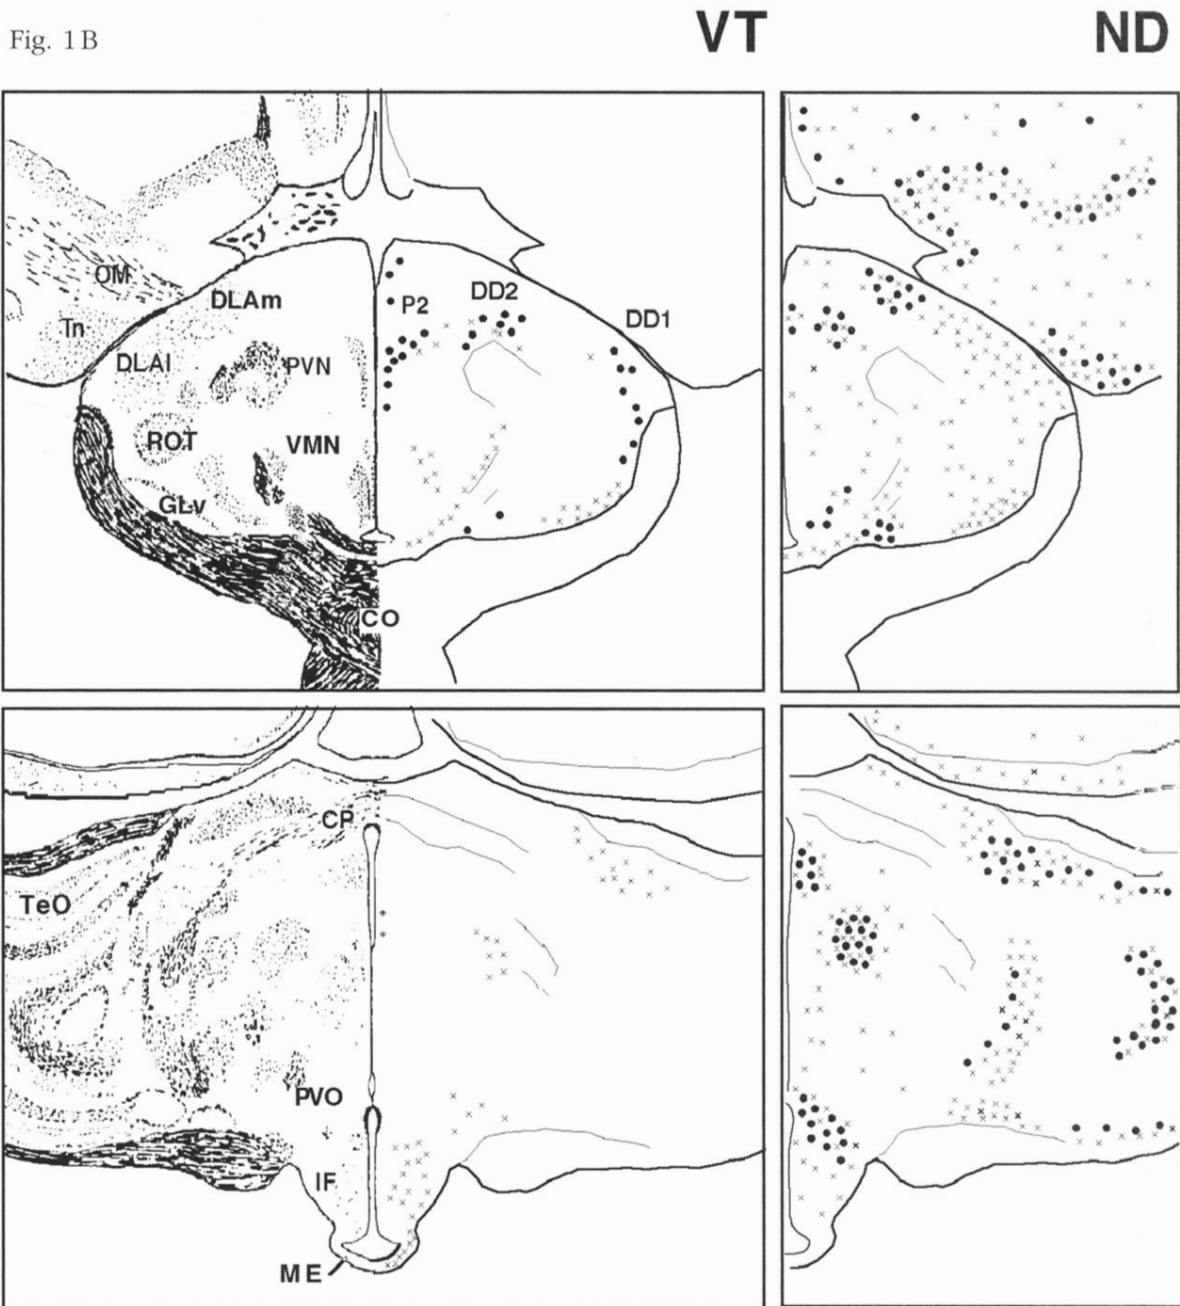 Fig. 1 B
VT
ND
OM
DLAm
P2
DD2
DD1
Tn
DLAl
PVN
ROT
VMN
GLv
CO
CP
TeO
PVO
IF
ME